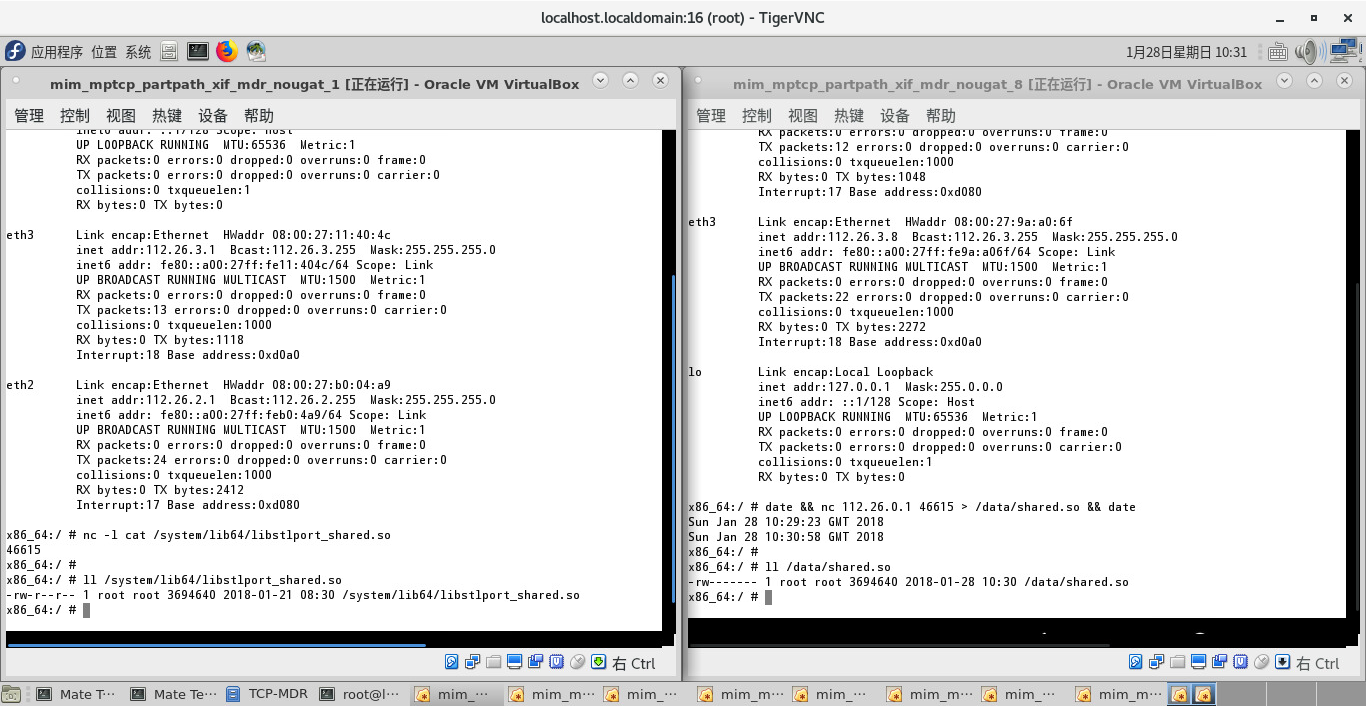 localhost.localdomain:16 (root) - TigerVNC
应用程序 位置 系统
1月28日星期日 10:31
mim_mptcp_partpath_xif_mdr_nougat_1 [正在运行] - Oracle VM VirtualBox
管理 控制 视图 热键 设备 帮助
inet6 addr: ::1/128 Scope: Host
UP LOOPBACK RUNNING  MTU:65536  Metric:1
RX packets:0 errors:0 dropped:0 overruns:0 frame:0
TX packets:0 errors:0 dropped:0 overruns:0 carrier:0
collisions:0 txqueuelen:1
RX bytes:0 TX bytes:0
eth3      Link encap:Ethernet  HWaddr 08:00:27:11:40:4c
inet addr:112.26.3.1  Bcast:112.26.3.255  Mask:255.255.255.0
inet6 addr: fe80::a00:27ff:fe11:404c/64 Scope: Link
UP BROADCAST RUNNING MULTICAST  MTU:1500  Metric:1
RX packets:0 errors:0 dropped:0 overruns:0 frame:0
TX packets:13 errors:0 dropped:0 overruns:0 carrier:0
collisions:0 txqueuelen:1000
RX bytes:0 TX bytes:1118
Interrupt:18 Base address:0xd0a0
eth2      Link encap:Ethernet  HWaddr 08:00:27:b0:04:a9
inet addr:112.26.2.1  Bcast:112.26.2.255  Mask:255.255.255.0
inet6 addr: fe80::a00:27ff:feb0:4a9/64 Scope: Link
UP BROADCAST RUNNING MULTICAST  MTU:1500  Metric:1
RX packets:0 errors:0 dropped:0 overruns:0 frame:0
TX packets:24 errors:0 dropped:0 overruns:0 carrier:0
collisions:0 txqueuelen:1000
RX bytes:0 TX bytes:2412
Interrupt:17 Base address:0xd080
x86_64:/ # nc -l cat /system/lib64/libstlport_shared.so
46615
x86_64:/ #
x86_64:/ # ll /system/lib64/libstlport_shared.so
-rw-r--r-- 1 root root 3694640 2018-01-21 08:30 /system/lib64/libstlport_shared.so
x86_64:/ #
右 Ctrl
mim_mptcp_partpath_xif_mdr_nougat_8 [正在运行] - Oracle VM VirtualBox
管理 控制 视图 热键 设备 帮助
RX packets:0 errors:0 dropped:0 overruns:0 frame:0
TX packets:12 errors:0 dropped:0 overruns:0 carrier:0
collisions:0 txqueuelen:1000
RX bytes:0 TX bytes:1048
Interrupt:17 Base address:0xd080
eth3      Link encap:Ethernet  HWaddr 08:00:27:9a:a0:6f
inet addr:112.26.3.8  Bcast:112.26.3.255  Mask:255.255.255.0
inet6 addr: fe80::a00:27ff:fe9a:a06f/64 Scope: Link
UP BROADCAST RUNNING MULTICAST  MTU:1500  Metric:1
RX packets:0 errors:0 dropped:0 overruns:0 frame:0
TX packets:22 errors:0 dropped:0 overruns:0 carrier:0
collisions:0 txqueuelen:1000
RX bytes:0 TX bytes:2272
Interrupt:18 Base address:0xd0a0
lo        Link encap:Local Loopback
inet addr:127.0.0.1  Mask:255.0.0.0
inet6 addr: ::1/128 Scope: Host
UP LOOPBACK RUNNING  MTU:65536  Metric:1
RX packets:0 errors:0 dropped:0 overruns:0 frame:0
TX packets:0 errors:0 dropped:0 overruns:0 carrier:0
collisions:0 txqueuelen:1
RX bytes:0 TX bytes:0
x86_64:/ # date && nc 112.26.0.1 46615 > /data/shared.so && date
Sun Jan 28 10:29:23 GMT 2018
Sun Jan 28 10:30:58 GMT 2018
x86_64:/ #
x86_64:/ # ll /data/shared.so
-rw------- 1 root root 3694640 2018-01-28 10:30 /data/shared.so
x86_64:/ #
右 Ctrl
Mate T… Mate Te… TCP-MDR root@l… mim_… mim_m… mim_… mim_m… mim_… mim_m… mim_… mim_m…